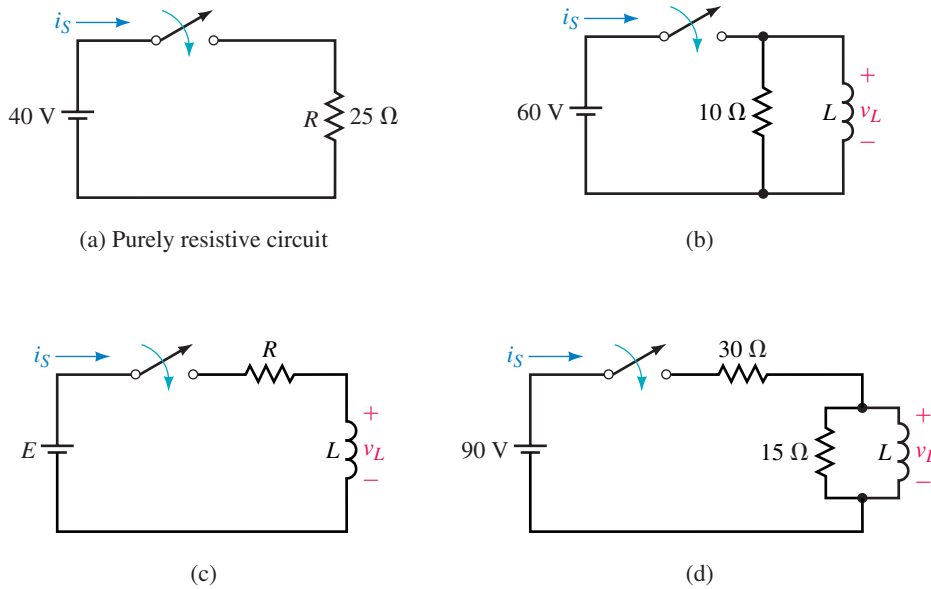 iS
40 V
R 25 Ω
(a) Purely resistive circuit
iS
60 V
10 Ω
L
+
vL
−
(b)
iS
R
E
L
+
vL
−
(c)
iS
30 Ω
90 V
15 Ω
L
+
vL
−
(d)